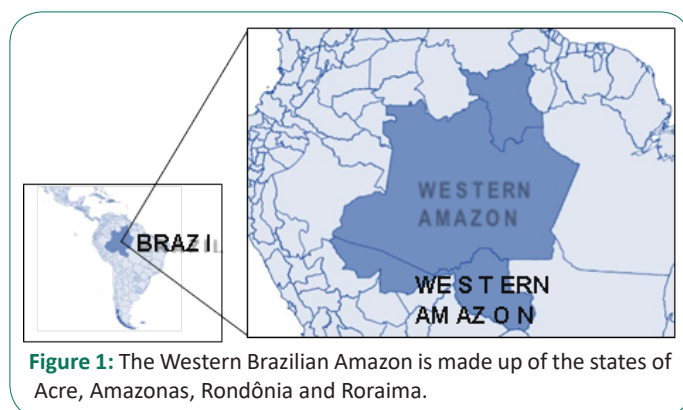 WESTERN
AMAZON
BRAZIL
BRAZ I
WE S T ERN
AM AZ O N
Figure 1: The Western Brazilian Amazon is made up of the states of
Acre, Amazonas, Rondônia and Roraima.